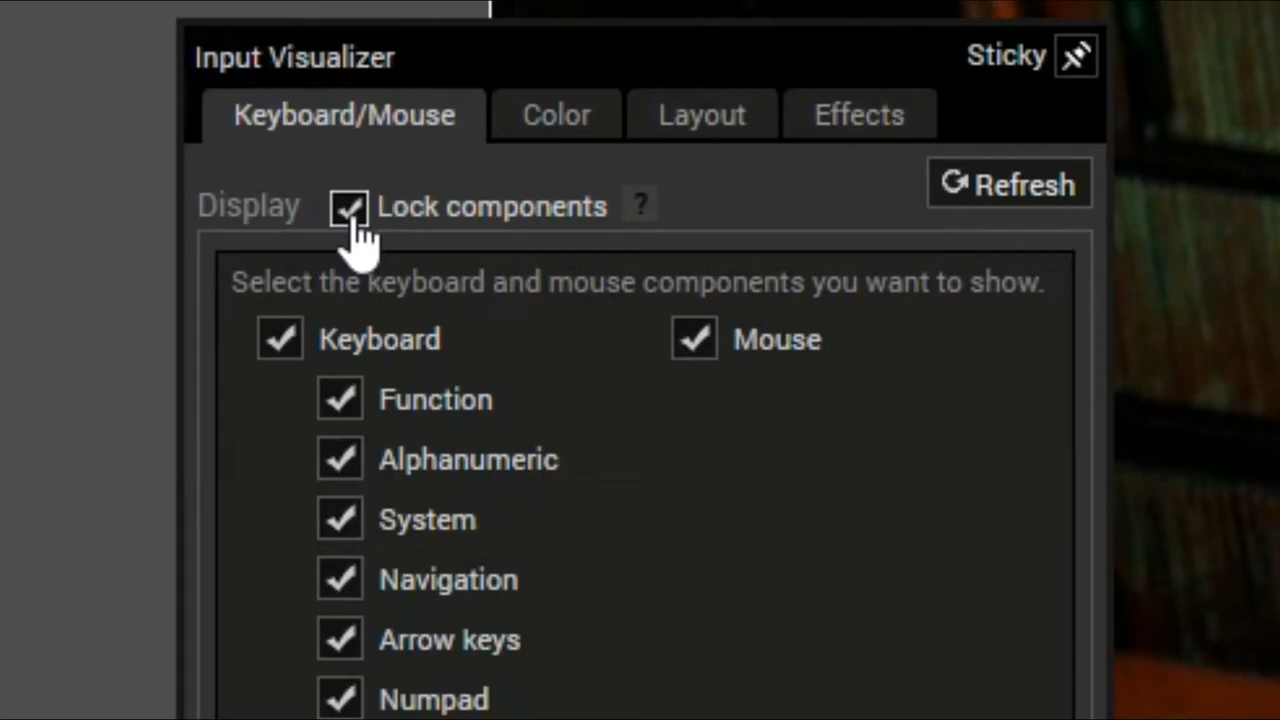 Input Visualizer Sticky
Keyboard/Mouse Color Layout Effects
Refresh
Display Lock components ?
Select the keyboard and mouse components you want to show.
Keyboard Mouse
Function
Alphanumeric
System
Navigation
Arrow keys
Numpad